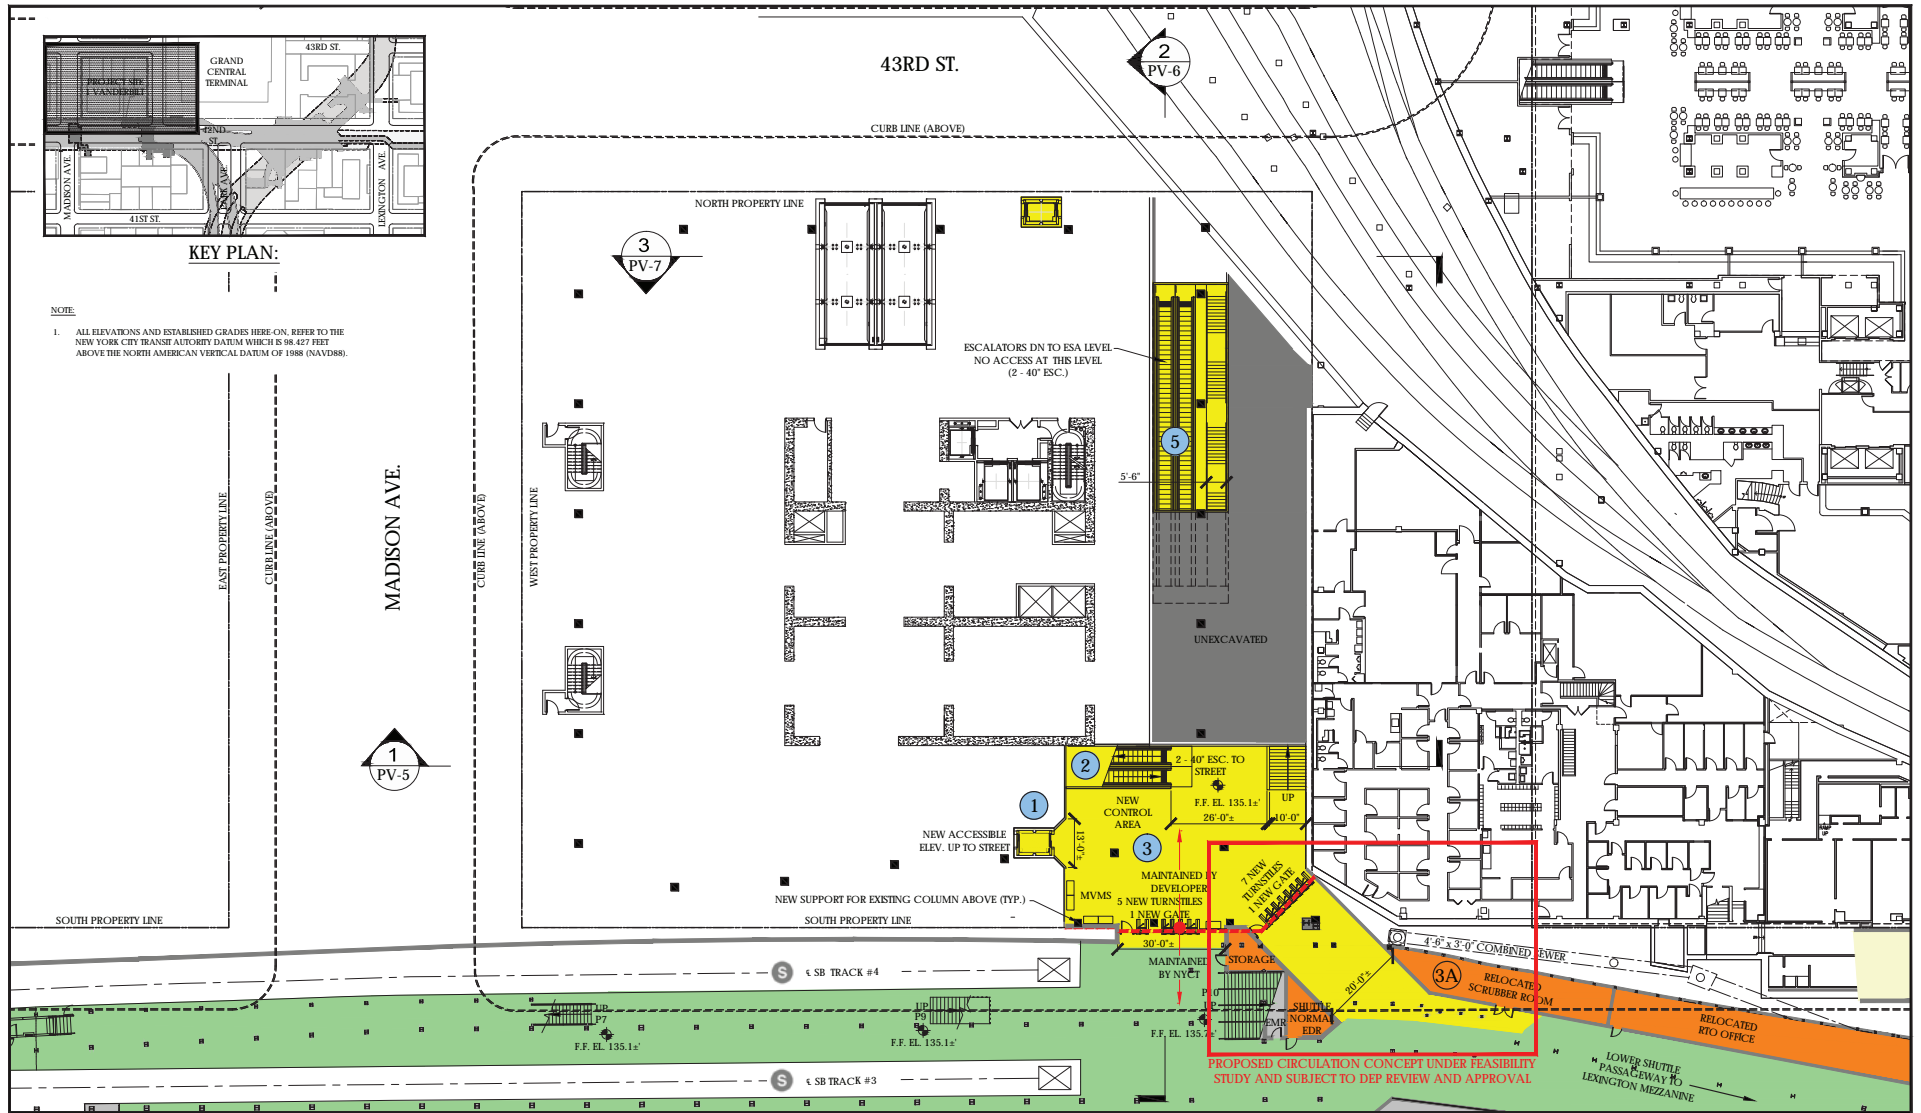 43RD ST.
GRAND
CENTRAL
TERMINAL
PROJECT SITE
1 VANDERBILT
42ND
ST.
MADISON AVE.
PARK AVE.
LEXINGTON AVE.
41ST ST.
KEY PLAN:
NOTE:
1. ALL ELEVATIONS AND ESTABLISHED GRADES HERE-ON, REFER TO THE
NEW YORK CITY TRANSIT AUTORITY DATUM WHICH IS 98.427 FEET
ABOVE THE NORTH AMERICAN VERTICAL DATUM OF 1988 (NAVD88).
43RD ST.
2
PV-6
CURB LINE (ABOVE)
NORTH PROPERTY LINE
3
PV-7
ESCALATORS DN TO ESA LEVEL
NO ACCESS AT THIS LEVEL
(2 - 40" ESC.)
5
5'-6"
EAST PROPERTY LINE
CURB LINE (ABOVE)
MADISON AVE.
CURB LINE (ABOVE)
WEST PROPERTY LINE
UNEXCAVATED
1
PV-5
2
2 - 40" ESC. TO
STREET
F.F. EL. 135.1±'
UP
NEW
CONTROL
AREA
26'-0"±
10'-0"
1
13'-0"±
NEW ACCESSIBLE
ELEV. UP TO STREET
3
MAINTAINED BY
DEVELOPER
5 NEW TURNSTILES
1 NEW GATE
7 NEW
TURNSTILES
1 NEW GATE
MVMS
NEW SUPPORT FOR EXISTING COLUMN ABOVE (TYP.)
SOUTH PROPERTY LINE
SOUTH PROPERTY LINE
30'-0"±
MAINTAINED
BY NYCT
STORAGE
4'-6" x 3'-0" COMBINED SEWER
S
℄ SB TRACK #4
20'-0"±
3A
RELOCATED
SCRUBBER ROOM
UP
P7
F.F. EL. 135.1±'
UP
P9
F.F. EL. 135.1±'
P10
UP
F.F. EL. 135.7±'
EMR
SHUTTLE
NORMAL
EDR
RELOCATED
RTO OFFICE
PROPOSED CIRCULATION CONCEPT UNDER FEASIBILITY
STUDY AND SUBJECT TO DEP REVIEW AND APPROVAL
LOWER SHUTTLE
PASSAGEWAY TO
LEXINGTON MEZZANINE
S
℄ SB TRACK #3